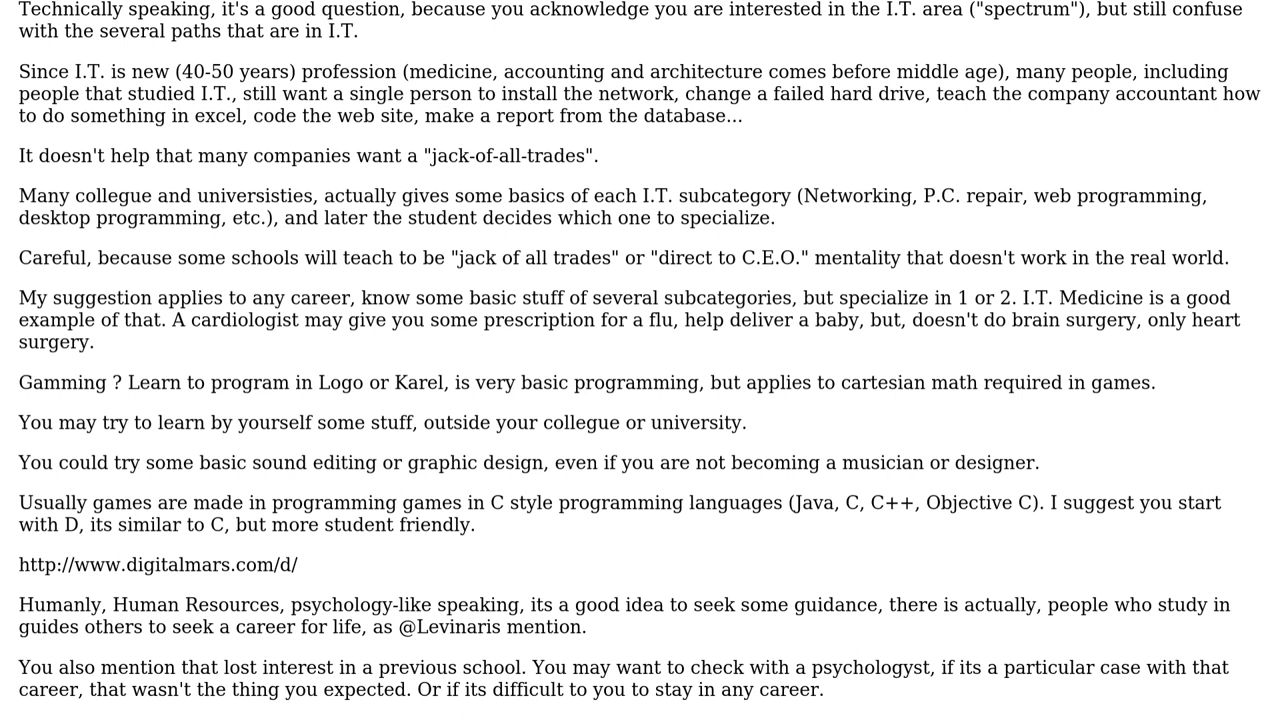 Technically speaking, it's a good question, because you acknowledge you are interested in the I.T. area ("spectrum"), but still confuse
with the several paths that are in I.T.
Since I.T. is new (40-50 years) profession (medicine, accounting and architecture comes before middle age), many people, including
people that studied I.T., still want a single person to install the network, change a failed hard drive, teach the company accountant how
to do something in excel, code the web site, make a report from the database...
It doesn't help that many companies want a "jack-of-all-trades".
Many collegue and universisties, actually gives some basics of each I.T. subcategory (Networking, P.C. repair, web programming,
desktop programming, etc.), and later the student decides which one to specialize.
Careful, because some schools will teach to be "jack of all trades" or "direct to C.E.O." mentality that doesn't work in the real world.
My suggestion applies to any career, know some basic stuff of several subcategories, but specialize in 1 or 2. I.T. Medicine is a good
example of that. A cardiologist may give you some prescription for a flu, help deliver a baby, but, doesn't do brain surgery, only heart
surgery.
Gamming ? Learn to program in Logo or Karel, is very basic programming, but applies to cartesian math required in games.
You may try to learn by yourself some stuff, outside your collegue or university.
You could try some basic sound editing or graphic design, even if you are not becoming a musician or designer.
Usually games are made in programming games in C style programming languages (Java, C, C++, Objective C). I suggest you start
with D, its similar to C, but more student friendly.
http://www.digitalmars.com/d/
Humanly, Human Resources, psychology-like speaking, its a good idea to seek some guidance, there is actually, people who study in
guides others to seek a career for life, as @Levinaris mention.
You also mention that lost interest in a previous school. You may want to check with a psychologyst, if its a particular case with that
career, that wasn't the thing you expected. Or if its difficult to you to stay in any career.